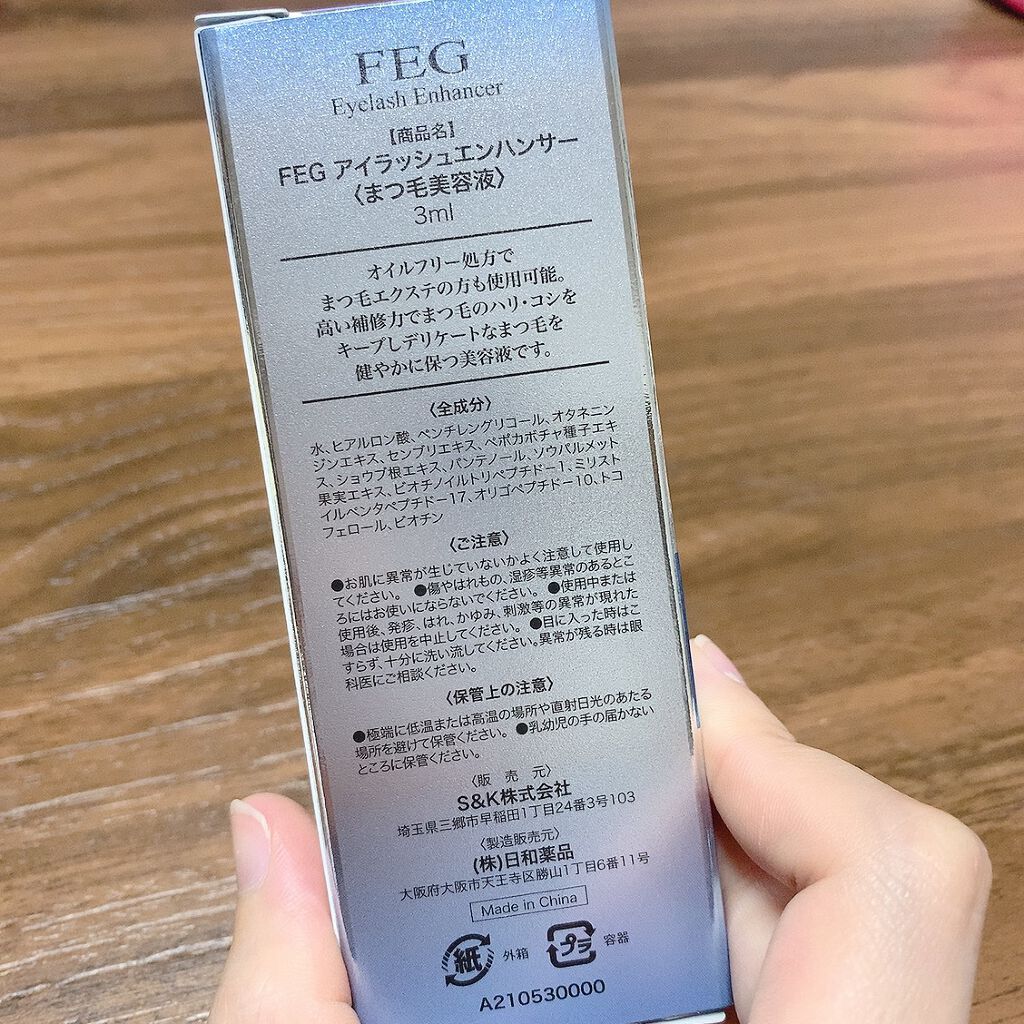 FEG
Eyelash Enhancer
【商品名】
FEG アイラッシュエンハンサー
〈まつ毛美容液〉
3ml
オイルフリー処方で
まつ毛エクステの方も使用可能。
高い補修力でまつ毛のハリ・コシを
キープしデリケートなまつ毛を
健やかに保つ美容液です。
〈全成分〉
水、ヒアルロン酸、ペンチレングリコール、オタネニン
ジンエキス、センブリエキス、ペポカボチャ種子エキ
ス、ショウブ根エキス、パンテノール、ソウパルメット
果実エキス、ビオチノイルトリペプチドー1、ミリスト
イルペンタペプチドー17、オリゴペプチドー10、トコ
フェロール、ビオチン
〈ご注意〉
●お肌に異常が生じていないかよく注意して使用し
てください。 ●傷やはれもの、湿疹等異常のあるとこ
ろにはお使いにならないでください。 ●使用中または
使用後、発疹、はれ、かゆみ、刺激等の異常が現れた
場合は使用を中止してください。 ●目に入った時はこ
すらず、十分に洗い流してください。異常が残る時は眼
科医にご相談ください。
〈保管上の注意〉
●極端に低温または高温の場所や直射日光のあたる
場所を避けて保管ください。 ●乳幼児の手の届かない
ところに保管ください。
〈販 売 元〉
S&K株式会社
埼玉県三郷市早稲田1丁目24番3号103
〈製造販売元〉
(株)日和薬品
大阪府大阪市天王寺区勝山1丁目6番11号
Made in China
紙 外箱 プラ 容器
A210530000